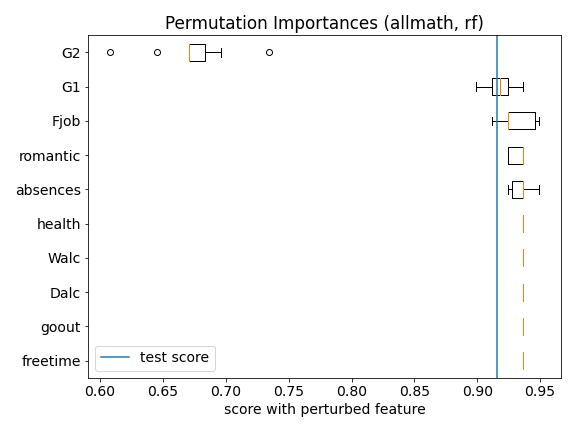 Permutation Importances (allmath, rf)
G2
G1
Fjob
romantic
absences
health
Walc
Dalc
goout
freetime
test score
0.60 0.65 0.70 0.75 0.80 0.85 0.90 0.95
score with perturbed feature